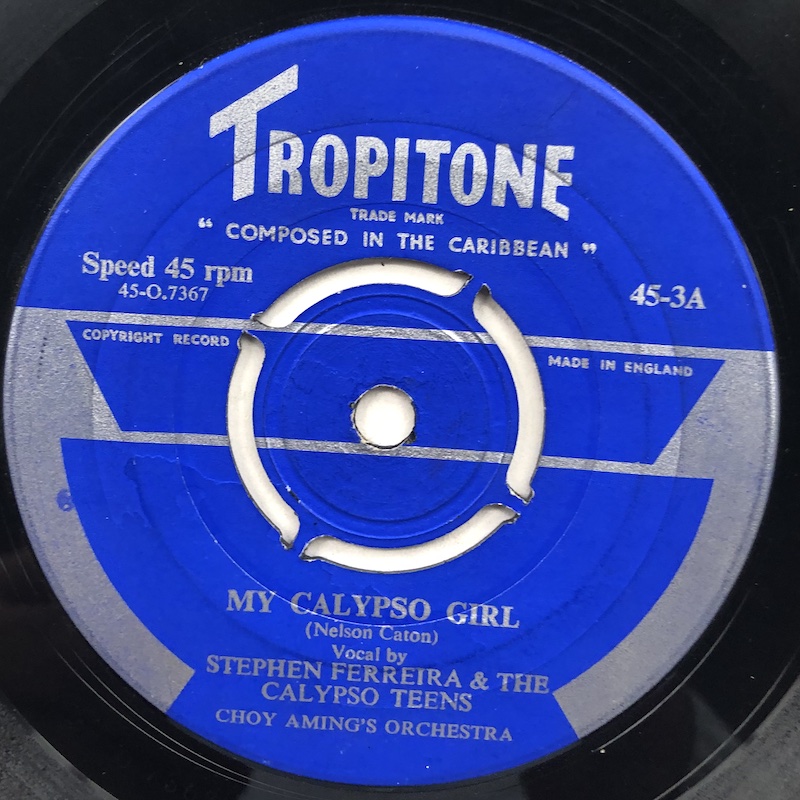 TROPITONE
TRADE MARK
" COMPOSED IN THE CARIBBEAN "
Speed 45 rpm
45-O.7367
45-3A
COPYRIGHT RECORD
MADE IN ENGLAND
MY CALYPSO GIRL
(Nelson Caton)
Vocal by
STEPHEN FERREIRA & THE
CALYPSO TEENS
CHOY AMING'S ORCHESTRA